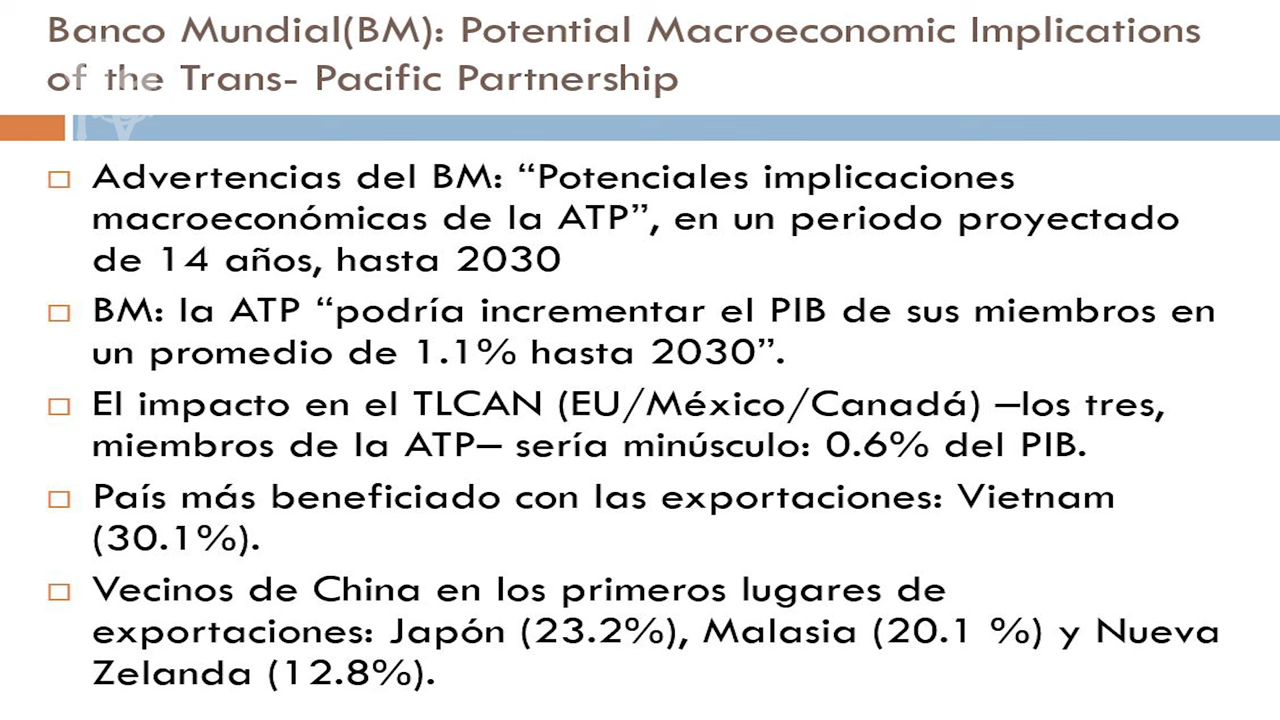 Banco Mundial(BM): Potential Macroeconomic Implications
of the Trans- Pacific Partnership
Advertencias del BM: “Potenciales implicaciones
macroeconómicas de la ATP”, en un periodo proyectado
de 14 años, hasta 2030
BM: la ATP “podría incrementar el PIB de sus miembros en
un promedio de 1.1% hasta 2030”.
El impacto en el TLCAN (EU/México/Canadá) –los tres,
miembros de la ATP– sería minúsculo: 0.6% del PIB.
País más beneficiado con las exportaciones: Vietnam
(30.1%).
Vecinos de China en los primeros lugares de
exportaciones: Japón (23.2%), Malasia (20.1 %) y Nueva
Zelanda (12.8%).